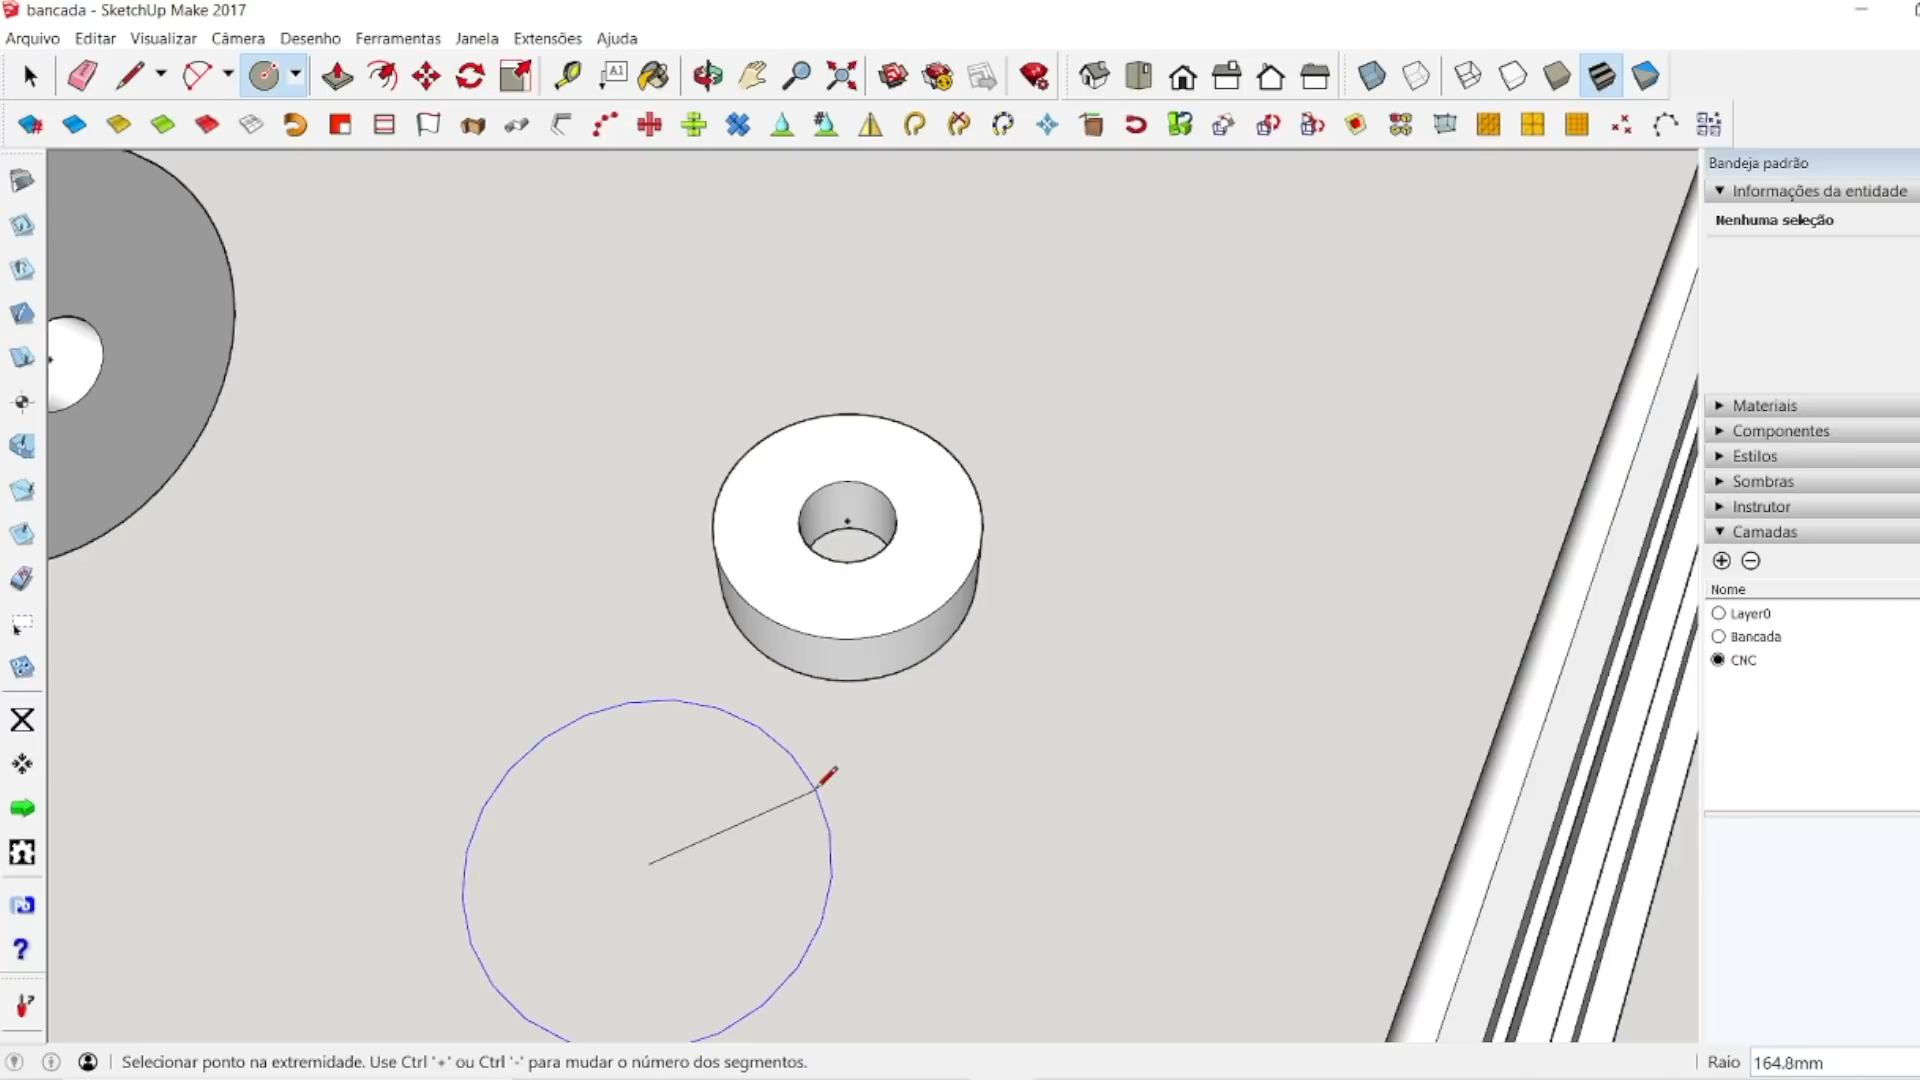 bancada - SketchUp Make 2017
Arquivo Editar Visualizar Câmera Desenho Ferramentas Janela Extensões Ajuda
A1
Bandeja padrão
Informações da entidade
Nenhuma seleção
Materiais
Componentes
Estilos
Sombras
Instrutor
Camadas
Nome
Layer0
Bancada
CNC
?
Selecionar ponto na extremidade. Use Ctrl '+' ou Ctrl '-' para mudar o número dos segmentos.
Raio 164.8mm